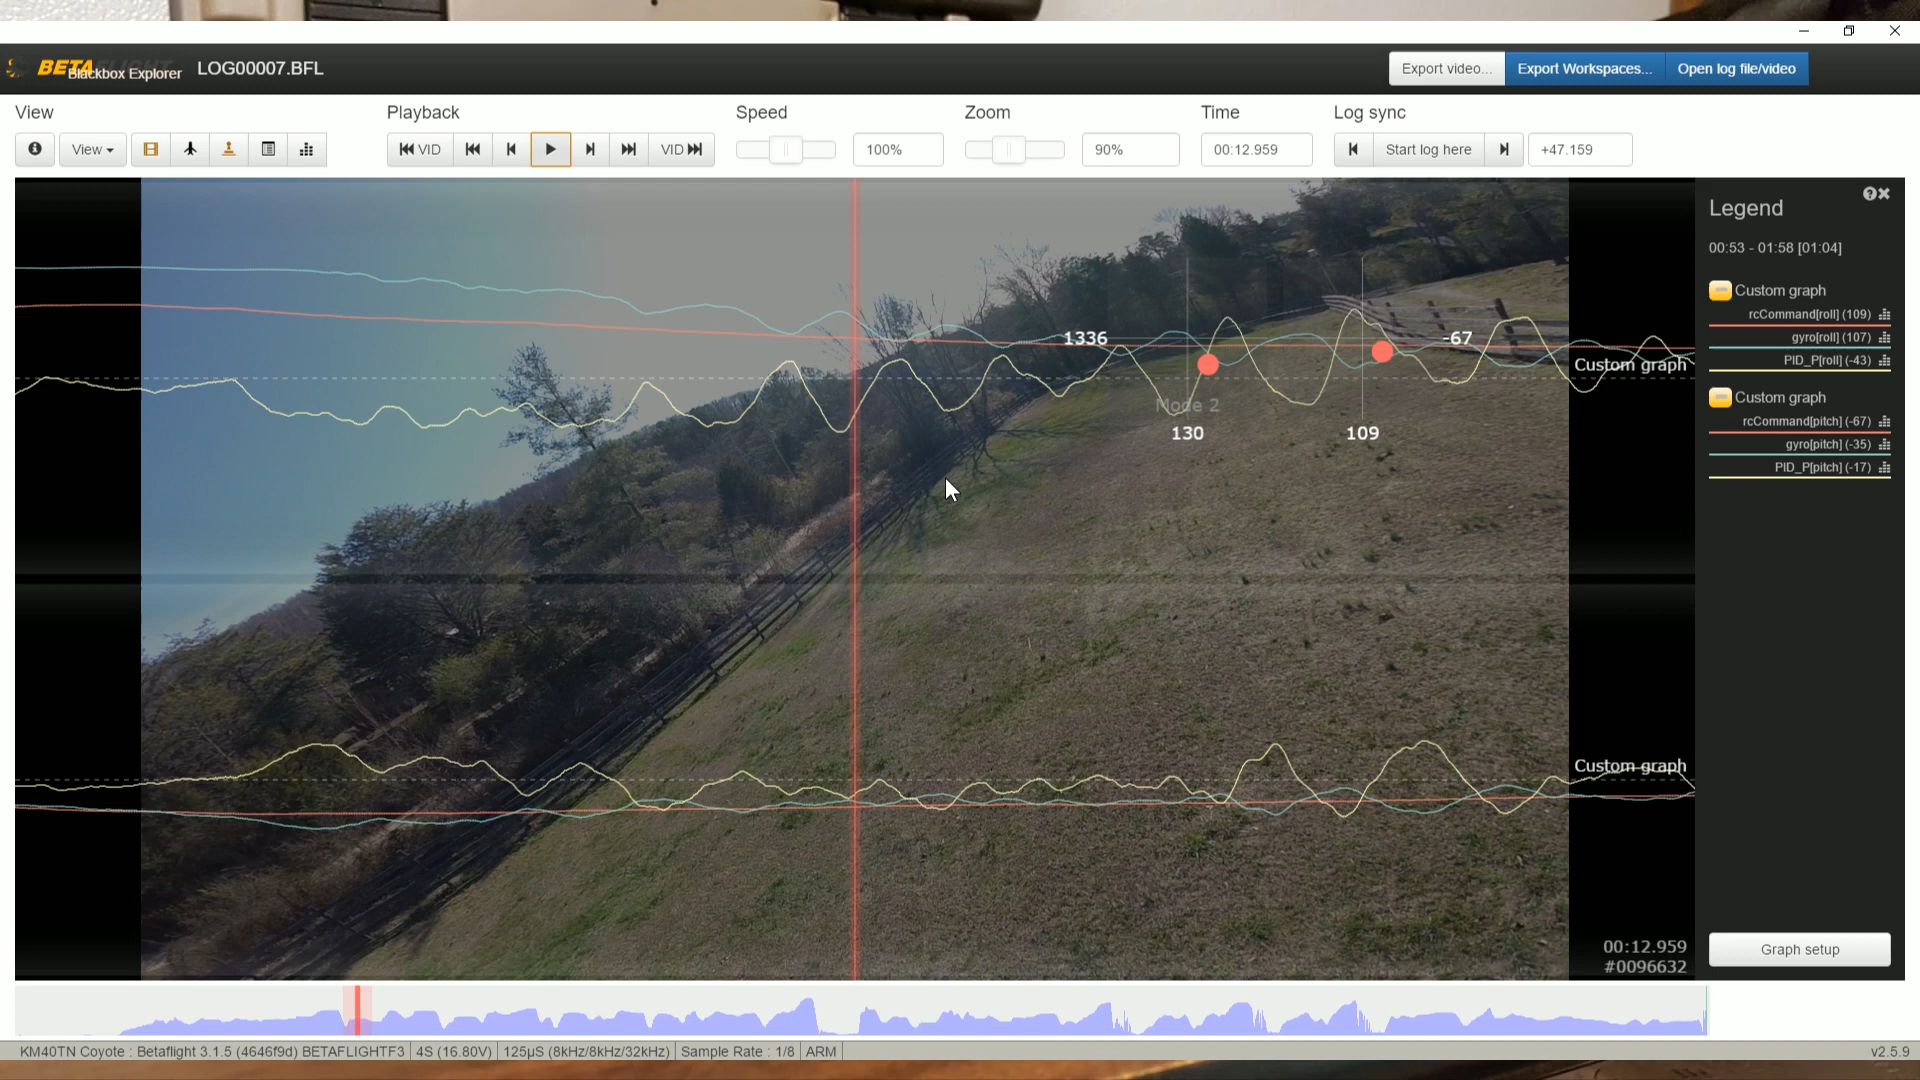 BETAFLIGHT
Blackbox Explorer
LOG00007.BFL
Export video...
Export Workspaces...
Open log file/video
View
Playback
Speed
Zoom
Time
Log sync
View
VID
VID
100%
90%
00:12.959
Start log here
+47.159
Legend
00:53 - 01:58 [01:04]
Custom graph
rcCommand[roll] (109)
gyro[roll] (107)
PID_P[roll] (-43)
Custom graph
rcCommand[pitch] (-67)
gyro[pitch] (-35)
PID_P[pitch] (-17)
1336
-67
Custom graph
Mode 2
130
109
Custom graph
00:12.959
#0096632
Graph setup
KM40TN Coyote : Betaflight 3.1.5 (4646f9d) BETAFLIGHTF3
4S (16.80V)
125µS (8kHz/8kHz/32kHz)
Sample Rate : 1/8
ARM
v2.5.9